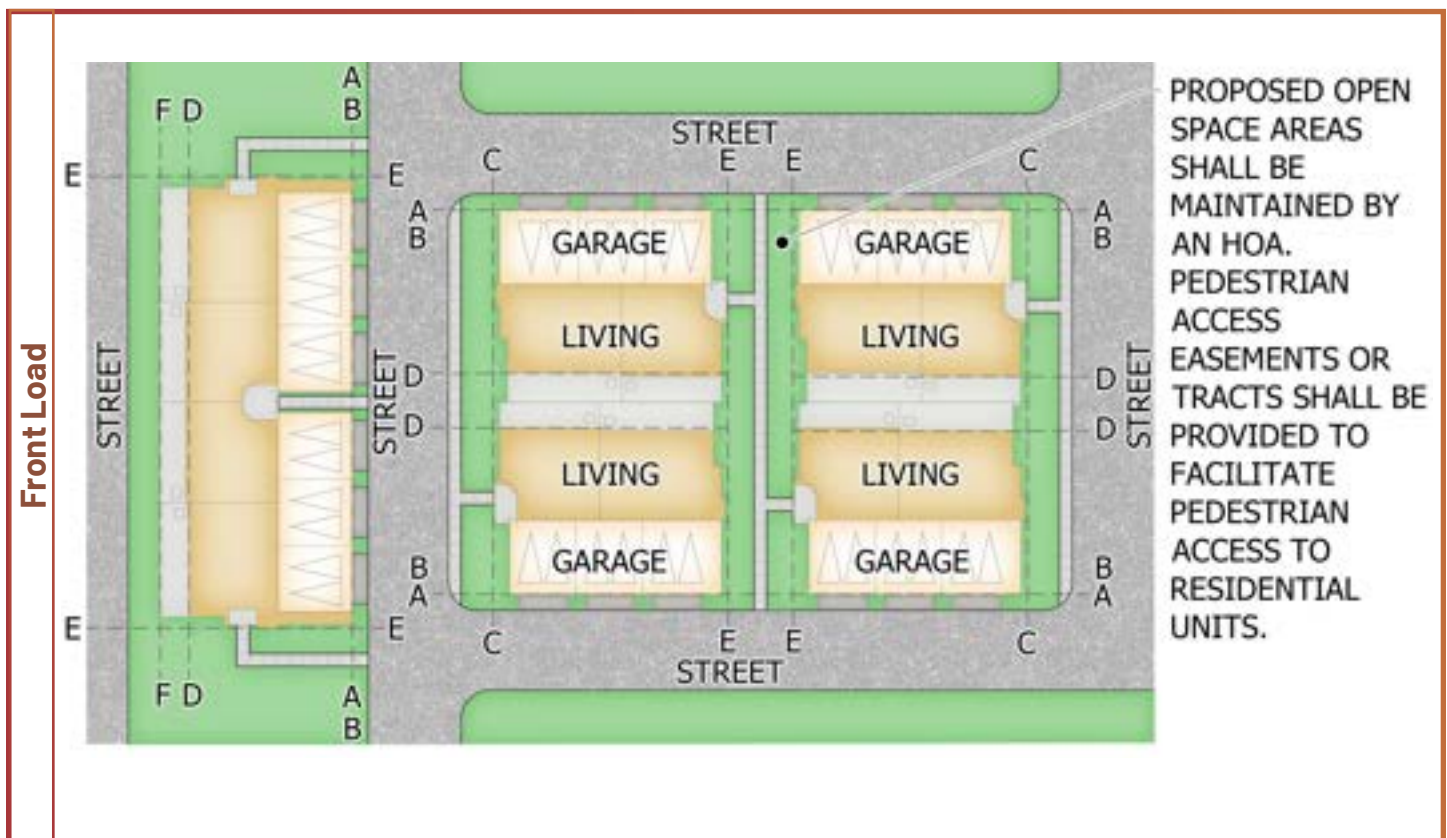 Front Load
A
F D B
E E
STREET
STREET
F D A
B
E E
STREET
C E E C
A A
B B
GARAGE GARAGE
LIVING LIVING
D D
D D
STREET
LIVING LIVING
GARAGE GARAGE
B B
A A
C E E C
STREET
PROPOSED OPEN
SPACE AREAS
SHALL BE
MAINTAINED BY
AN HOA.
PEDESTRIAN
ACCESS
EASEMENTS OR
TRACTS SHALL BE
PROVIDED TO
FACILITATE
PEDESTRIAN
ACCESS TO
RESIDENTIAL
UNITS.